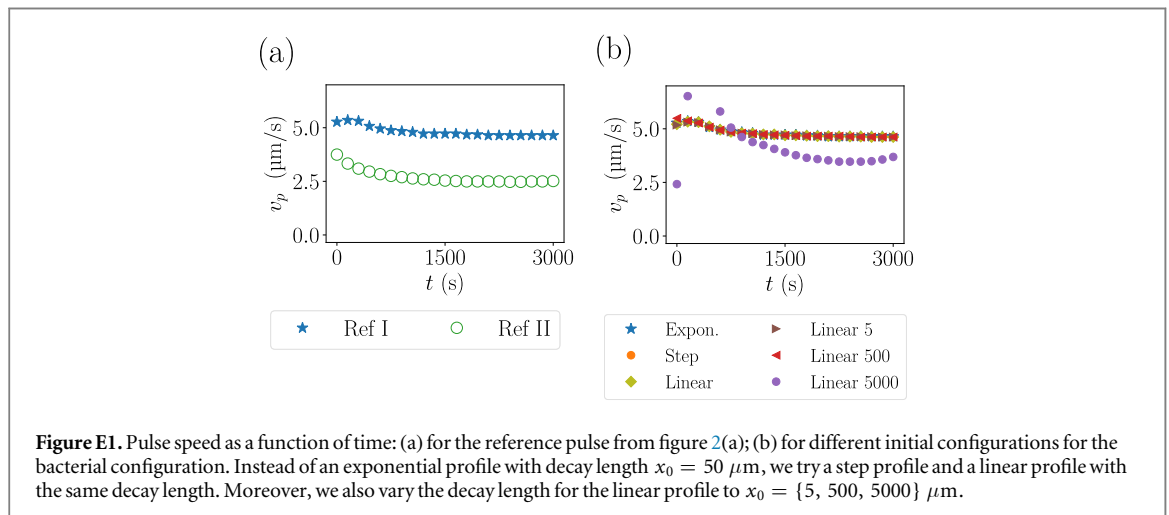 (a)
(b)
v_p (μm/s)
5.0
2.5
0.0
0
1500
3000
t (s)
v_p (μm/s)
5.0
2.5
0.0
0
1500
3000
t (s)
Ref I
Ref II
Expon.
Linear 5
Step
Linear 500
Linear
Linear 5000
Figure E1. Pulse speed as a function of time: (a) for the reference pulse from figure 2(a); (b) for different initial configurations for the
bacterial configuration. Instead of an exponential profile with decay length x₀ = 50 μm, we try a step profile and a linear profile with
the same decay length. Moreover, we also vary the decay length for the linear profile to x₀ = {5, 500, 5000} μm.